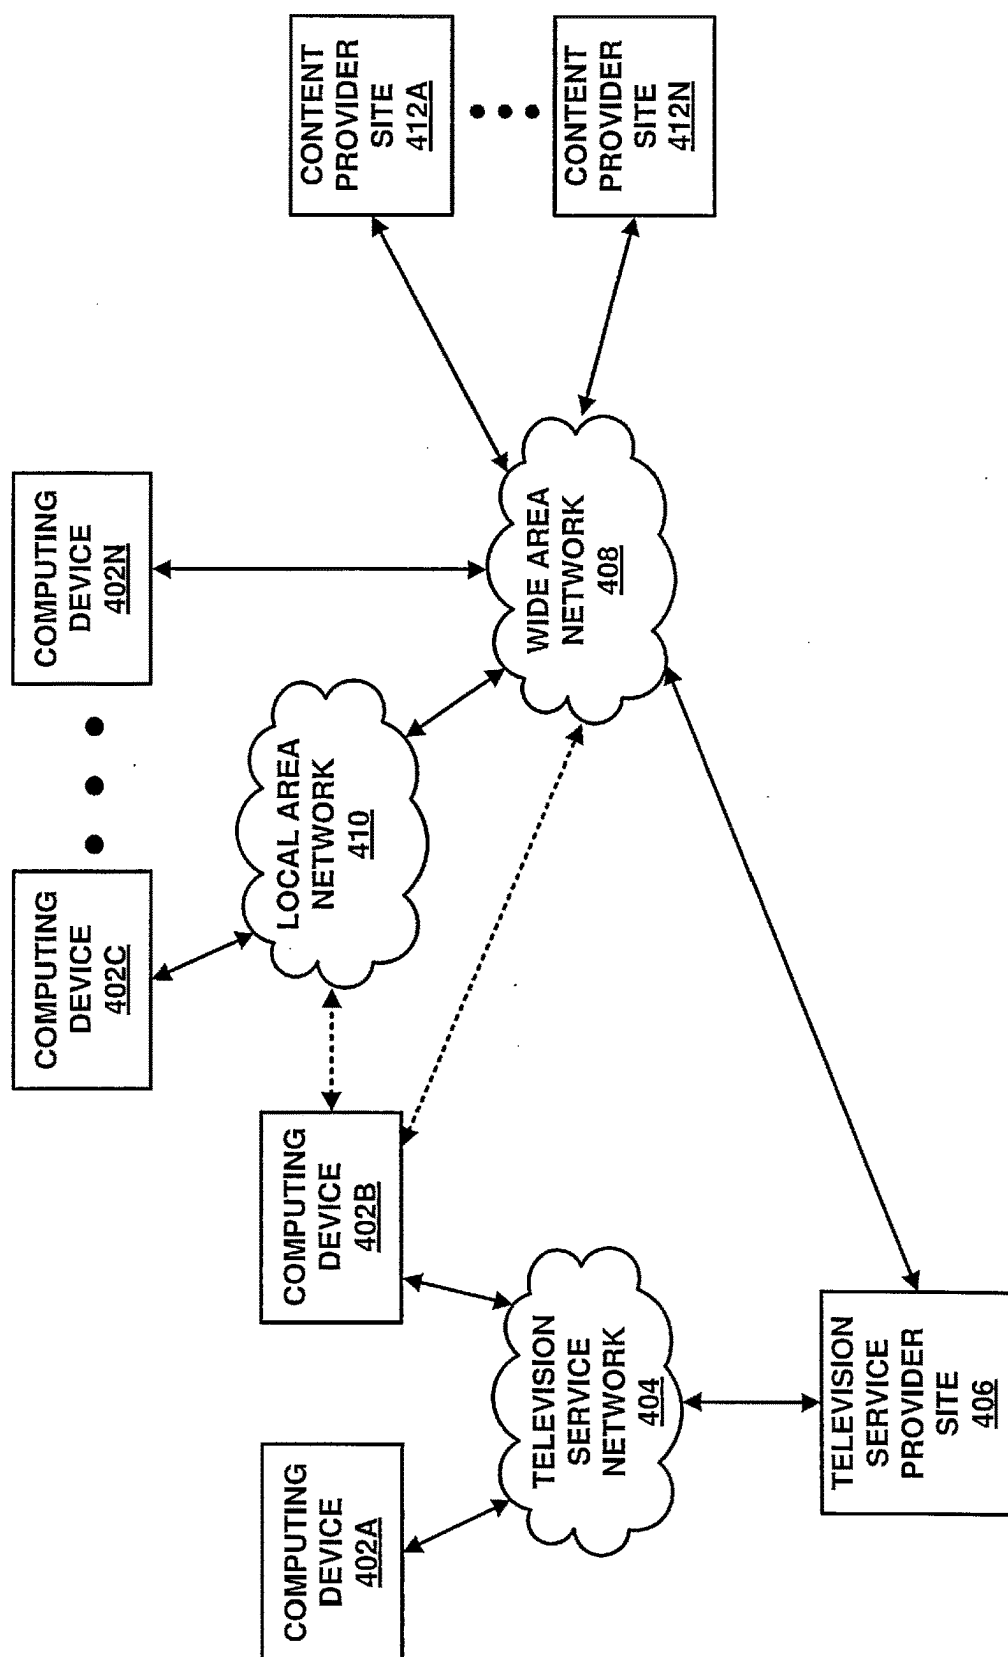 COMPUTING
DEVICE
402A
COMPUTING
DEVICE
402B
COMPUTING
DEVICE
402C
COMPUTING
DEVICE
402N
LOCAL AREA
NETWORK
410
TELEVISION
SERVICE
NETWORK
404
WIDE AREA
NETWORK
408
CONTENT
PROVIDER
SITE
412A
CONTENT
PROVIDER
SITE
412N
TELEVISION
SERVICE
PROVIDER
SITE
406